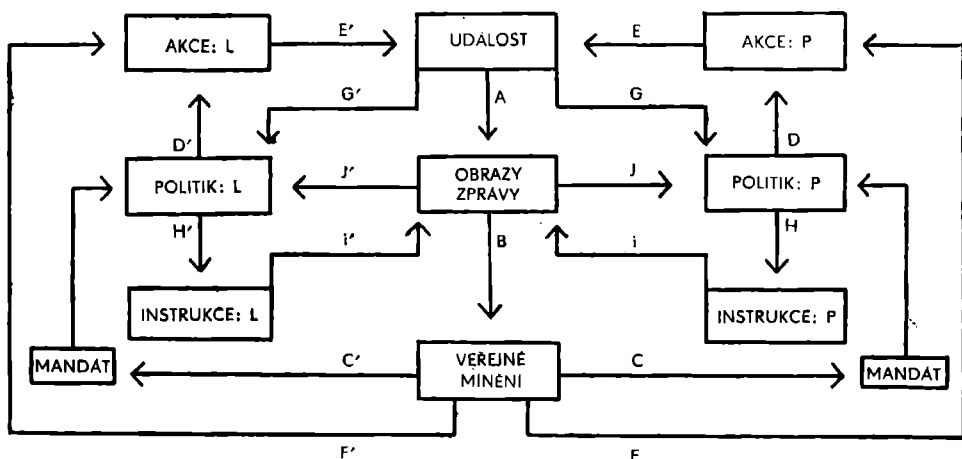 AKCE: L
E'
UDÁLOST
E
AKCE: P
G'
A
G
D'
D
POLITIK: L
J'
OBRAZY
ZPRÁVY
J
POLITIK: P
H'
I'
B
I
H
INSTRUKCE: L
INSTRUKCE: P
MANDÁT
C'
VEŘEJNÉ
MÍNĚNÍ
C
MANDÁT
F'
F